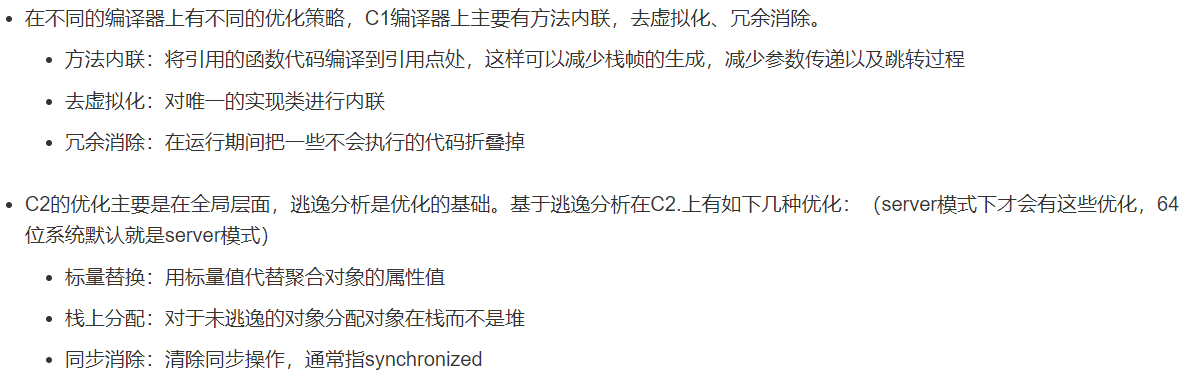 在不同的编译器上有不同的优化策略，C1编译器上主要有方法内联，去虚拟化、冗余消除。
方法内联：将引用的函数代码编译到引用点处，这样可以减少栈帧的生成，减少参数传递以及跳转过程
去虚拟化：对唯一的实现类进行内联
冗余消除：在运行期间把一些不会执行的代码折叠掉
C2的优化主要是在全局层面，逃逸分析是优化的基础。基于逃逸分析在C2.上有如下几种优化：（server模式下才会有这些优化，64
位系统默认就是server模式）
标量替换：用标量值代替聚合对象的属性值
栈上分配：对于未逃逸的对象分配对象在栈而不是堆
同步消除：清除同步操作，通常指synchronized